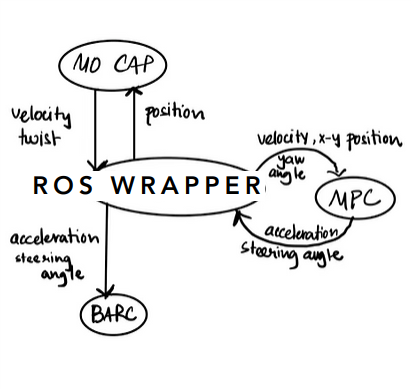 MO CAP
velocity
twist
position
velocity, x-y position
yaw
angle
ROS WRAPPER
MPC
acceleration
steering angle
acceleration
steering
angle
BARC